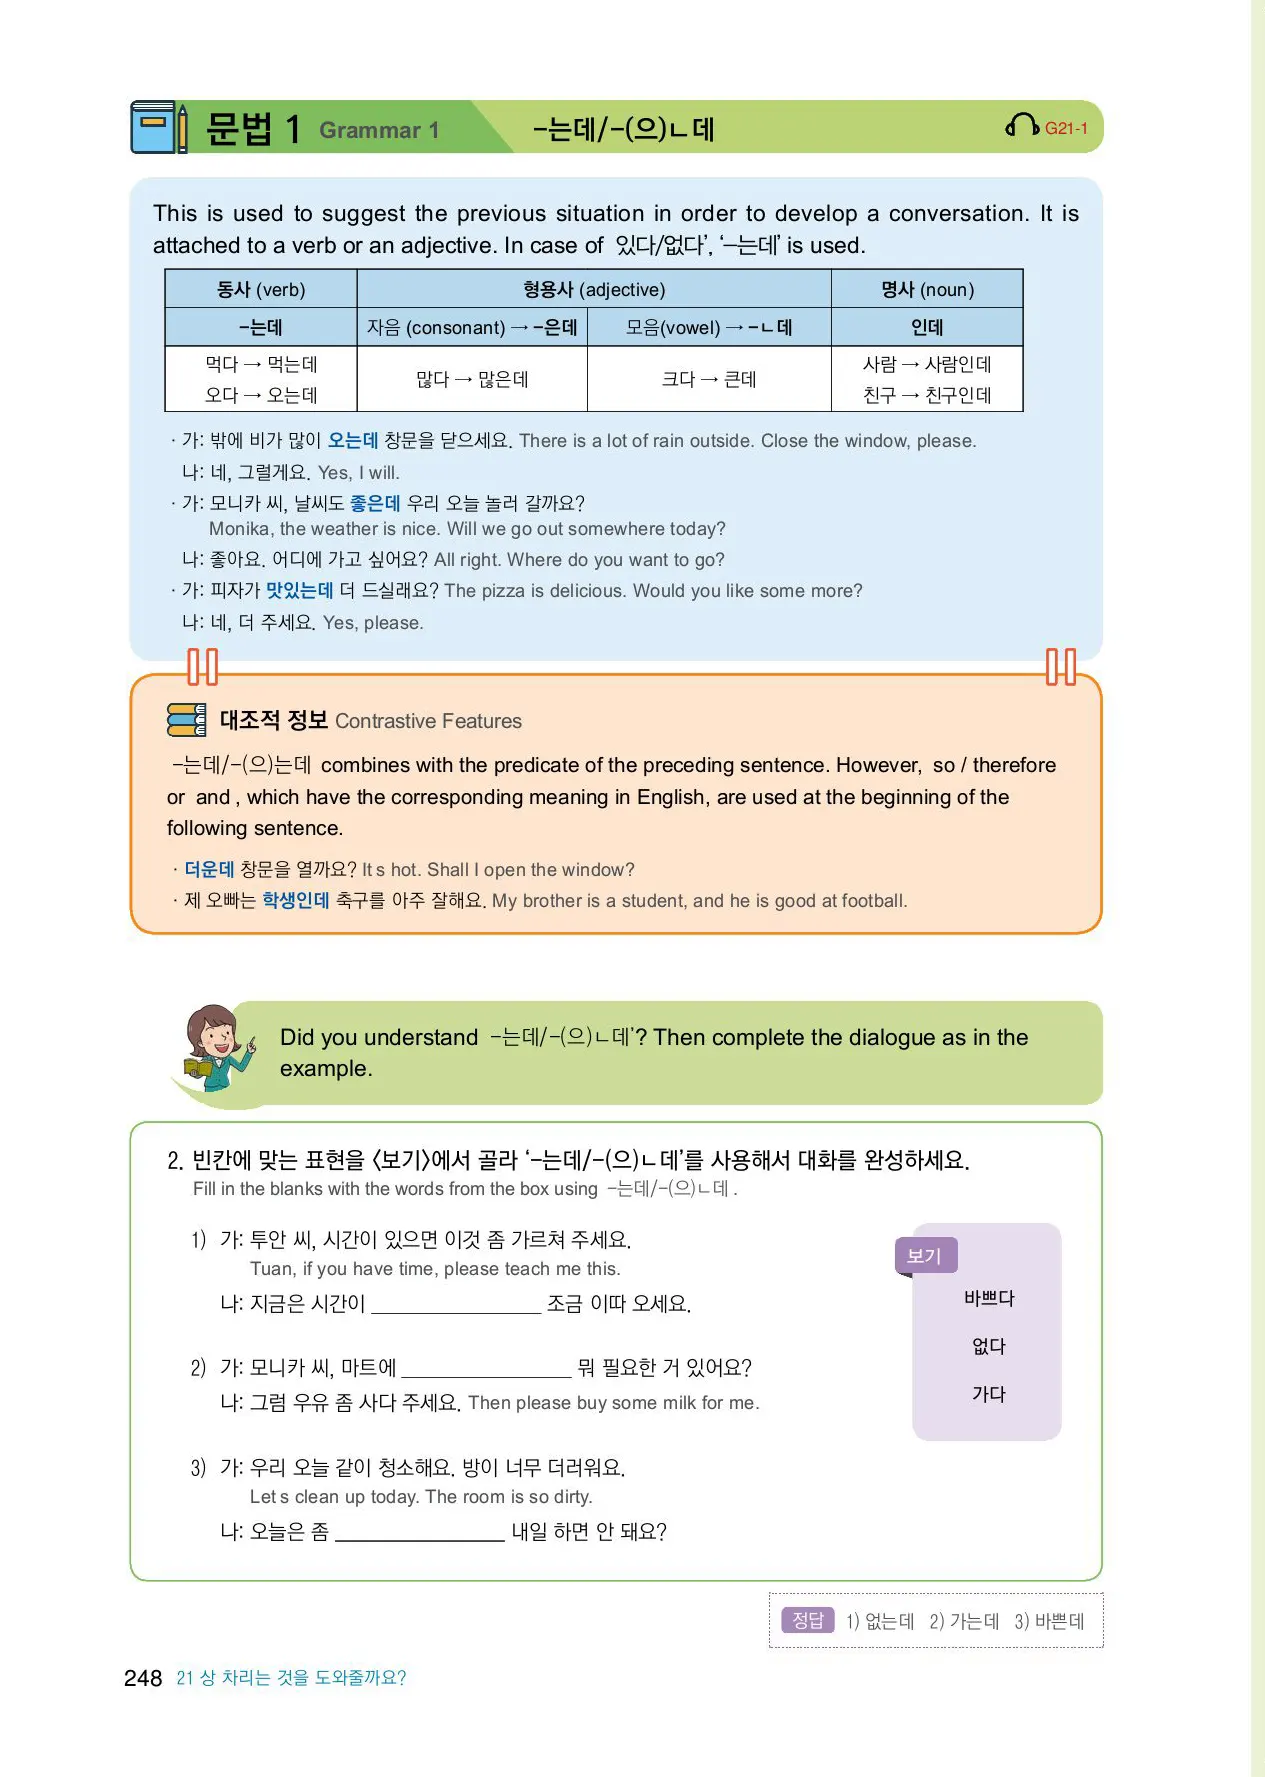 문법 1 Grammar 1 -는데/-(으)ㄴ데 G21-1
This is used to suggest the previous situation in order to develop a conversation. It is
attached to a verb or an adjective. In case of 있다/없다’, ‘-는데’ is used.
동사 (verb) 형용사 (adjective) 명사 (noun)
-는데 자음 (consonant) → -은데 모음(vowel) → -ㄴ데 인데
먹다 → 먹는데
오다 → 오는데
많다 → 많은데
크다 → 큰데
사람 → 사람인데
친구 → 친구인데
· 가: 밖에 비가 많이 오는데 창문을 닫으세요. There is a lot of rain outside. Close the window, please.
나: 네, 그럴게요. Yes, I will.
· 가: 모니카 씨, 날씨도 좋은데 우리 오늘 놀러 갈까요?
Monika, the weather is nice. Will we go out somewhere today?
나: 좋아요. 어디에 가고 싶어요? All right. Where do you want to go?
· 가: 피자가 맛있는데 더 드실래요? The pizza is delicious. Would you like some more?
나: 네, 더 주세요. Yes, please.
대조적 정보 Contrastive Features
-는데/-(으)는데 combines with the predicate of the preceding sentence. However, so / therefore
or and , which have the corresponding meaning in English, are used at the beginning of the
following sentence.
· 더운데 창문을 열까요? It s hot. Shall I open the window?
· 제 오빠는 학생인데 축구를 아주 잘해요. My brother is a student, and he is good at football.
Did you understand -는데/-(으)ㄴ데’? Then complete the dialogue as in the
example.
2. 빈칸에 맞는 표현을 〈보기〉에서 골라 ‘-는데/-(으)ㄴ데’를 사용해서 대화를 완성하세요.
Fill in the blanks with the words from the box using -는데/-(으)ㄴ데 .
1) 가: 투안 씨, 시간이 있으면 이것 좀 가르쳐 주세요.
Tuan, if you have time, please teach me this.
나: 지금은 시간이 ________________ 조금 이따 오세요.
2) 가: 모니카 씨, 마트에 ________________ 뭐 필요한 거 있어요?
나: 그럼 우유 좀 사다 주세요. Then please buy some milk for me.
3) 가: 우리 오늘 같이 청소해요. 방이 너무 더러워요.
Let s clean up today. The room is so dirty.
나: 오늘은 좀 ________________ 내일 하면 안 돼요?
보기
바쁘다
없다
가다
정답 1) 없는데 2) 가는데 3) 바쁜데
248 21 상 차리는 것을 도와줄까요?